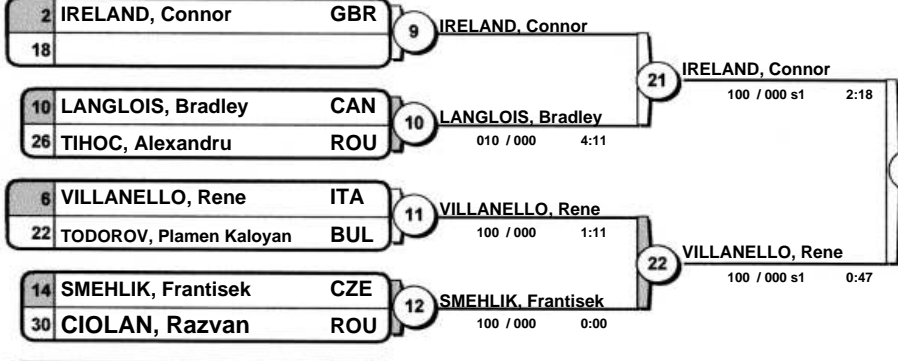 2 IRELAND, Connor GBR
18
9 IRELAND, Connor
10 LANGLOIS, Bradley CAN
26 TIHOC, Alexandru ROU
10 LANGLOIS, Bradley
010 / 000 4:11
21 IRELAND, Connor
100 / 000 s1 2:18
6 VILLANELLO, Rene ITA
22 TODOROV, Plamen Kaloyan BUL
11 VILLANELLO, Rene
100 / 000 1:11
14 SMEHLIK, Frantisek CZE
30 CIOLAN, Razvan ROU
12 SMEHLIK, Frantisek
100 / 000 0:00
22 VILLANELLO, Rene
100 / 000 s1 0:47